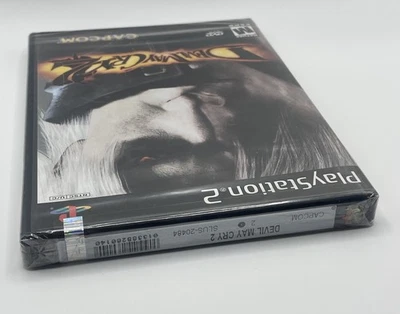 PlayStation 2
Devil May Cry 2
CAPCOM
M
DEVIL MAY CRY 2
SLUS-20484
CAPCOM